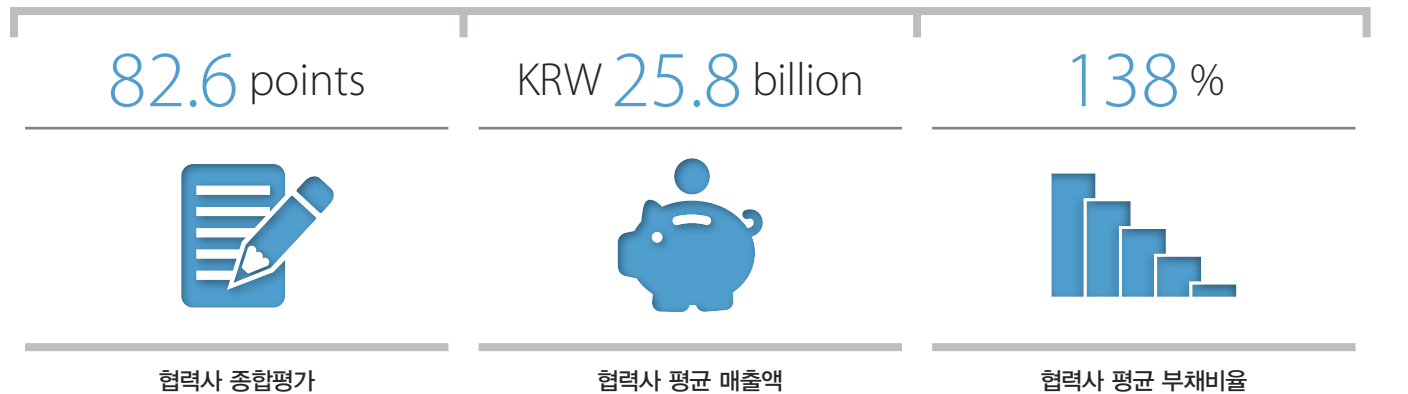 82.6 points
KRW 25.8 billion
138 %
협력사 종합평가
협력사 평균 매출액
협력사 평균 부채비율